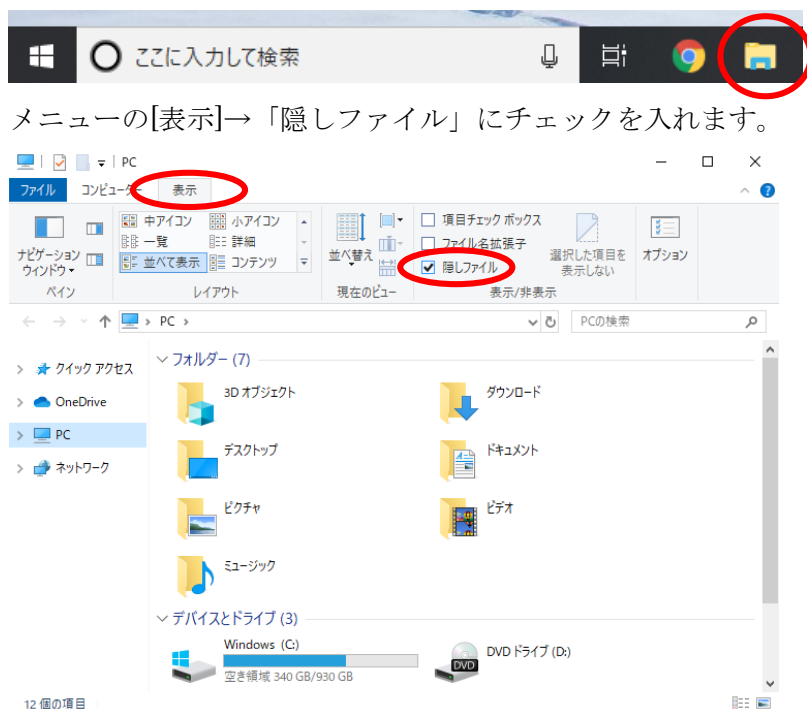 ここに入力して検索
メニューの[表示]→「隠しファイル」にチェックを入れます。
PC
ファイル コンピューター 表示
ナビゲーション ウィンドウ
中アイコン 小アイコン
一覧 詳細
並べて表示 コンテンツ
並べ替え
項目チェック ボックス
ファイル名拡張子
隠しファイル
選択した項目を
表示しない
オプション
ペイン レイアウト 現在のビュー 表示/非表示
PC
PCの検索
クイック アクセス
OneDrive
PC
ネットワーク
フォルダー (7)
3D オブジェクト ダウンロード
デスクトップ ドキュメント
ピクチャ ビデオ
ミュージック
デバイスとドライブ (3)
Windows (C:)
空き領域 340 GB/930 GB
DVD
DVD ドライブ (D:)
12 個の項目